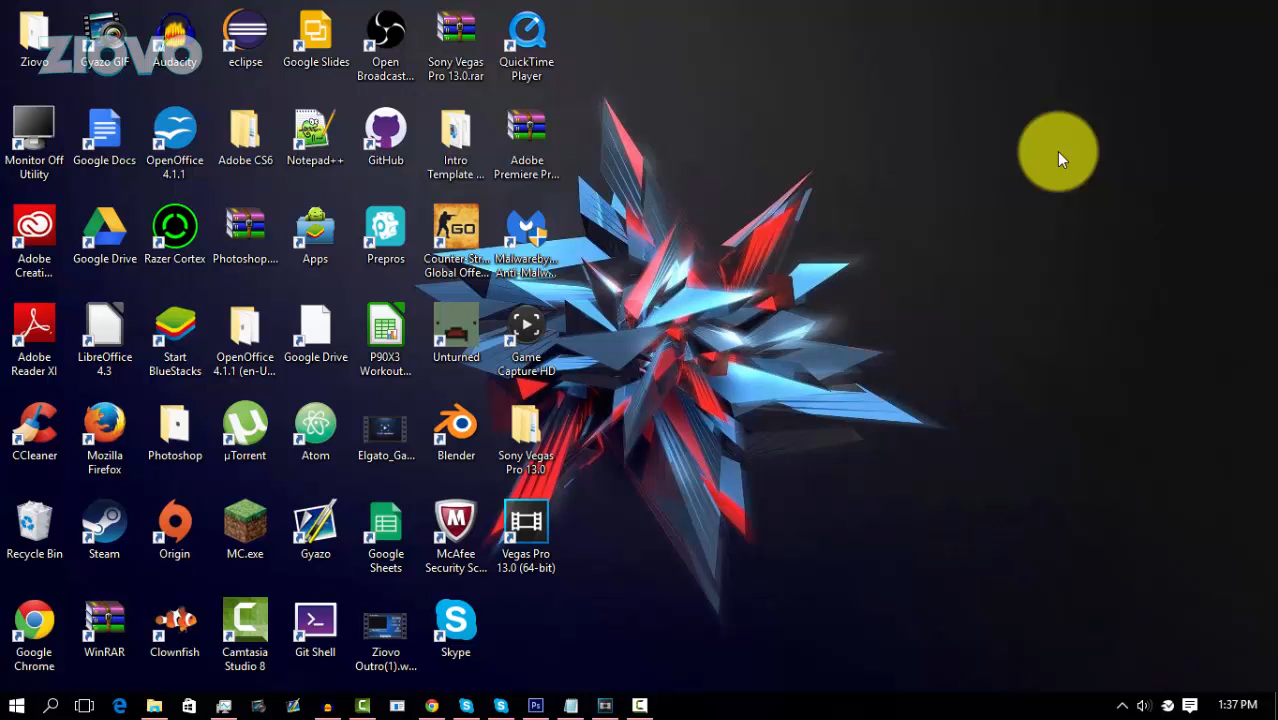 ZIOVO
Ziovo
Gyazo GIF
Audacity
eclipse
Google Slides
Open
Broadcast...
Sony Vegas
Pro 13.0.rar
QuickTime
Player
Monitor Off
Utility
Google Docs
OpenOffice
4.1.1
Adobe CS6
Notepad++
GitHub
Intro
Template ...
Adobe
Premiere Pr...
Adobe
Creati...
Google Drive
Razer Cortex
Photoshop....
Apps
Prepros
GO
Counter-Str...
Global Offe...
Malwareby...
Anti-Malw...
Adobe
Reader XI
LibreOffice
4.3
Start
BlueStacks
OpenOffice
4.1.1 (en-U...
Google Drive
P90X3
Workout...
Unturned
Game
Capture HD
CCleaner
Mozilla
Firefox
Photoshop
µTorrent
Atom
Elgato_Ga...
Blender
Sony Vegas
Pro 13.0
Recycle Bin
Steam
Origin
MC.exe
Gyazo
Google
Sheets
McAfee
Security Sc...
Vegas Pro
13.0 (64-bit)
Google
Chrome
WinRAR
Clownfish
Camtasia
Studio 8
Git Shell
Ziovo
Outro(1).w...
Skype
Ps
1:37 PM